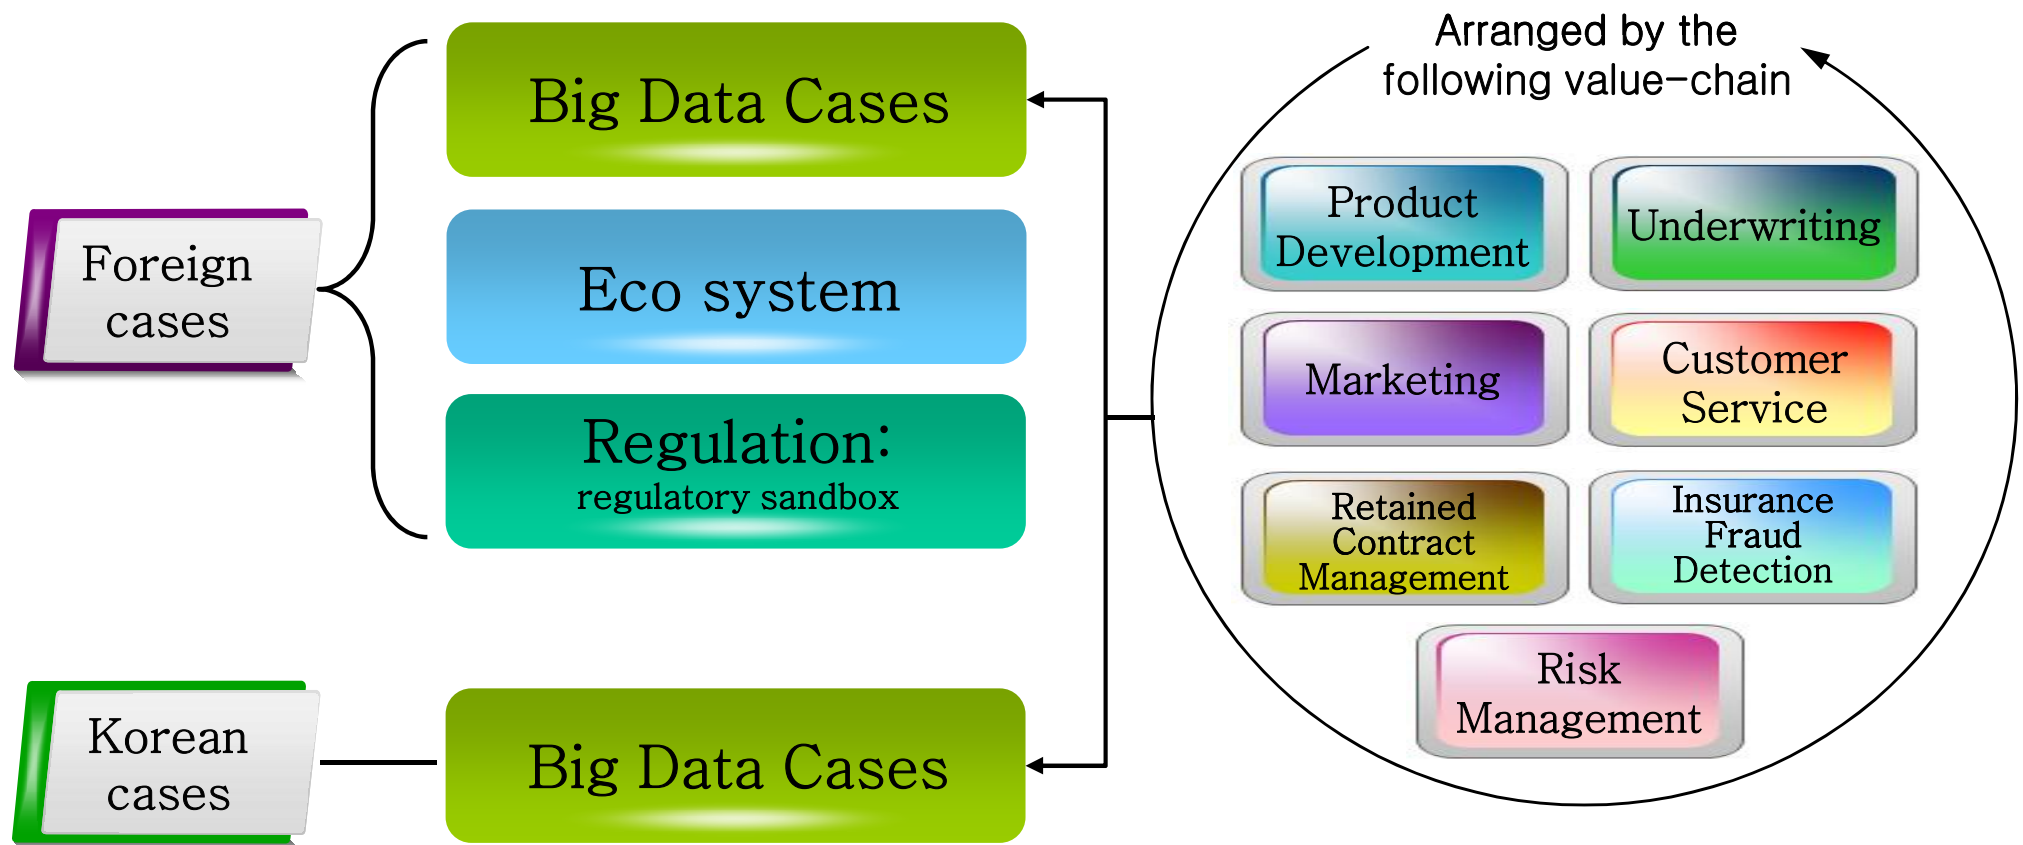 Foreign
cases
Big Data Cases
Eco system
Regulation:
regulatory sandbox
Korean
cases
Big Data Cases
Arranged by the
following value-chain
Product
Development
Underwriting
Marketing
Customer
Service
Retained
Contract
Management
Insurance
Fraud
Detection
Risk
Management